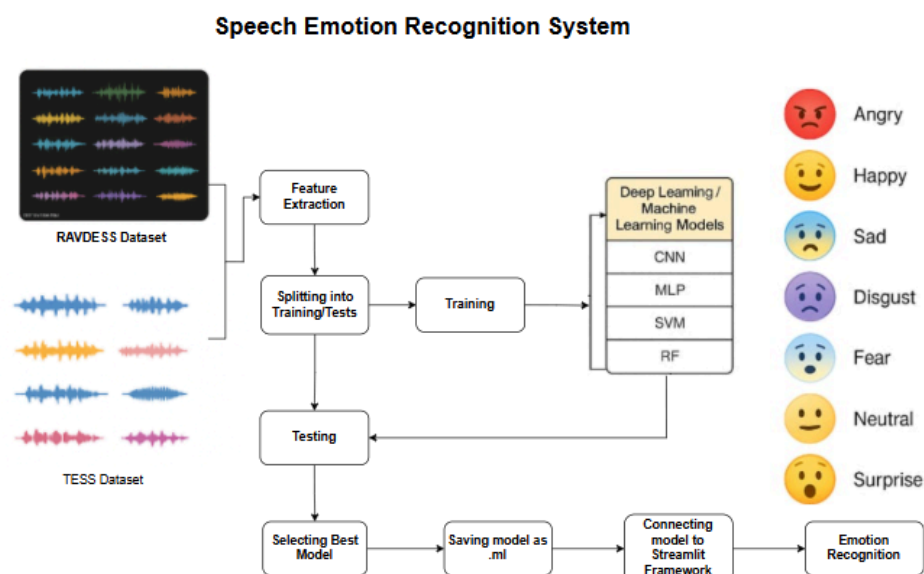 Speech Emotion Recognition System
RAVDESS Dataset
TESS Dataset
Feature
Extraction
Splitting into
Training/Tests
Training
Deep Learning /
Machine
Learning Models
CNN
MLP
SVM
RF
Testing
Selecting Best
Model
Saving model as
.ml
Connecting
model to
Streamlit
Framework
Emotion
Recognition
Angry
Happy
Sad
Disgust
Fear
Neutral
Surprise